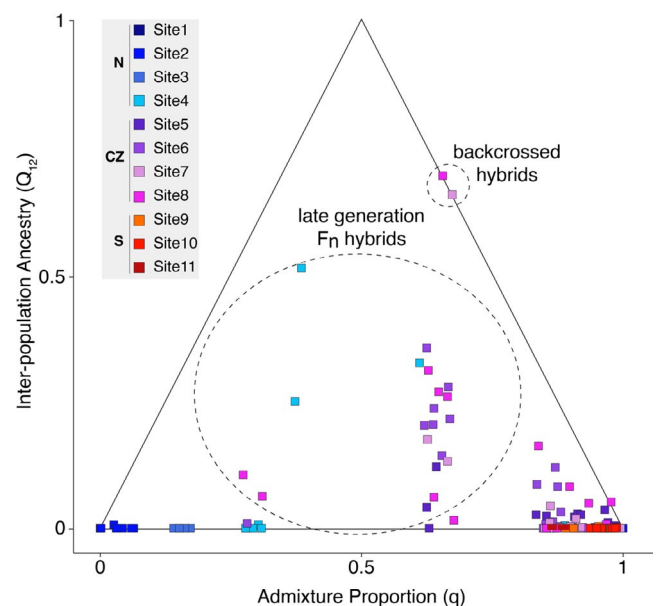 1
Site1
Site2
N
Site3
Site4
Site5
Site6
CZ
Site7
Site8
Site9
S
Site10
Site11
backcrossed
hybrids
late generation
Fn hybrids
0.5
0
Inter-population Ancestry (Q12)
0
0.5
1
Admixture Proportion (q)